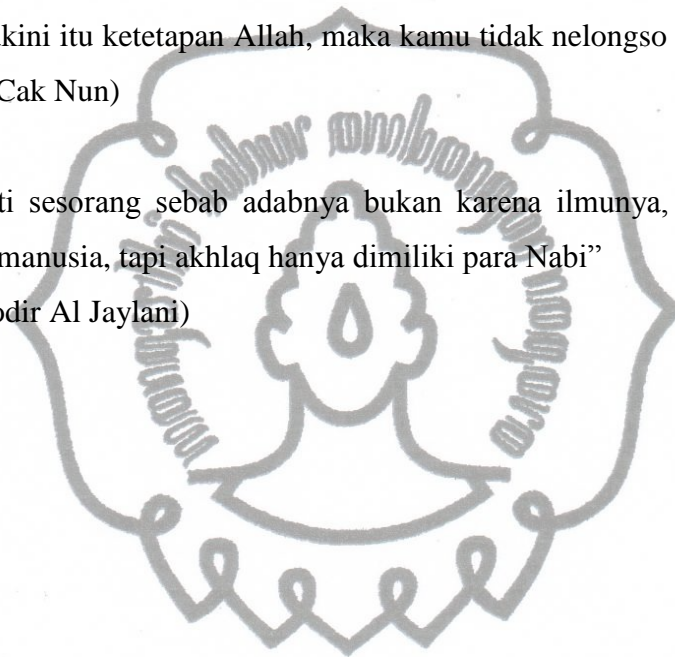 akini itu ketetapan Allah, maka kamu tidak nelongso
Cak Nun)
ti sesorang sebab adabnya bukan karena ilmunya,
manusia, tapi akhlaq hanya dimiliki para Nabi”
odir Al Jaylani)